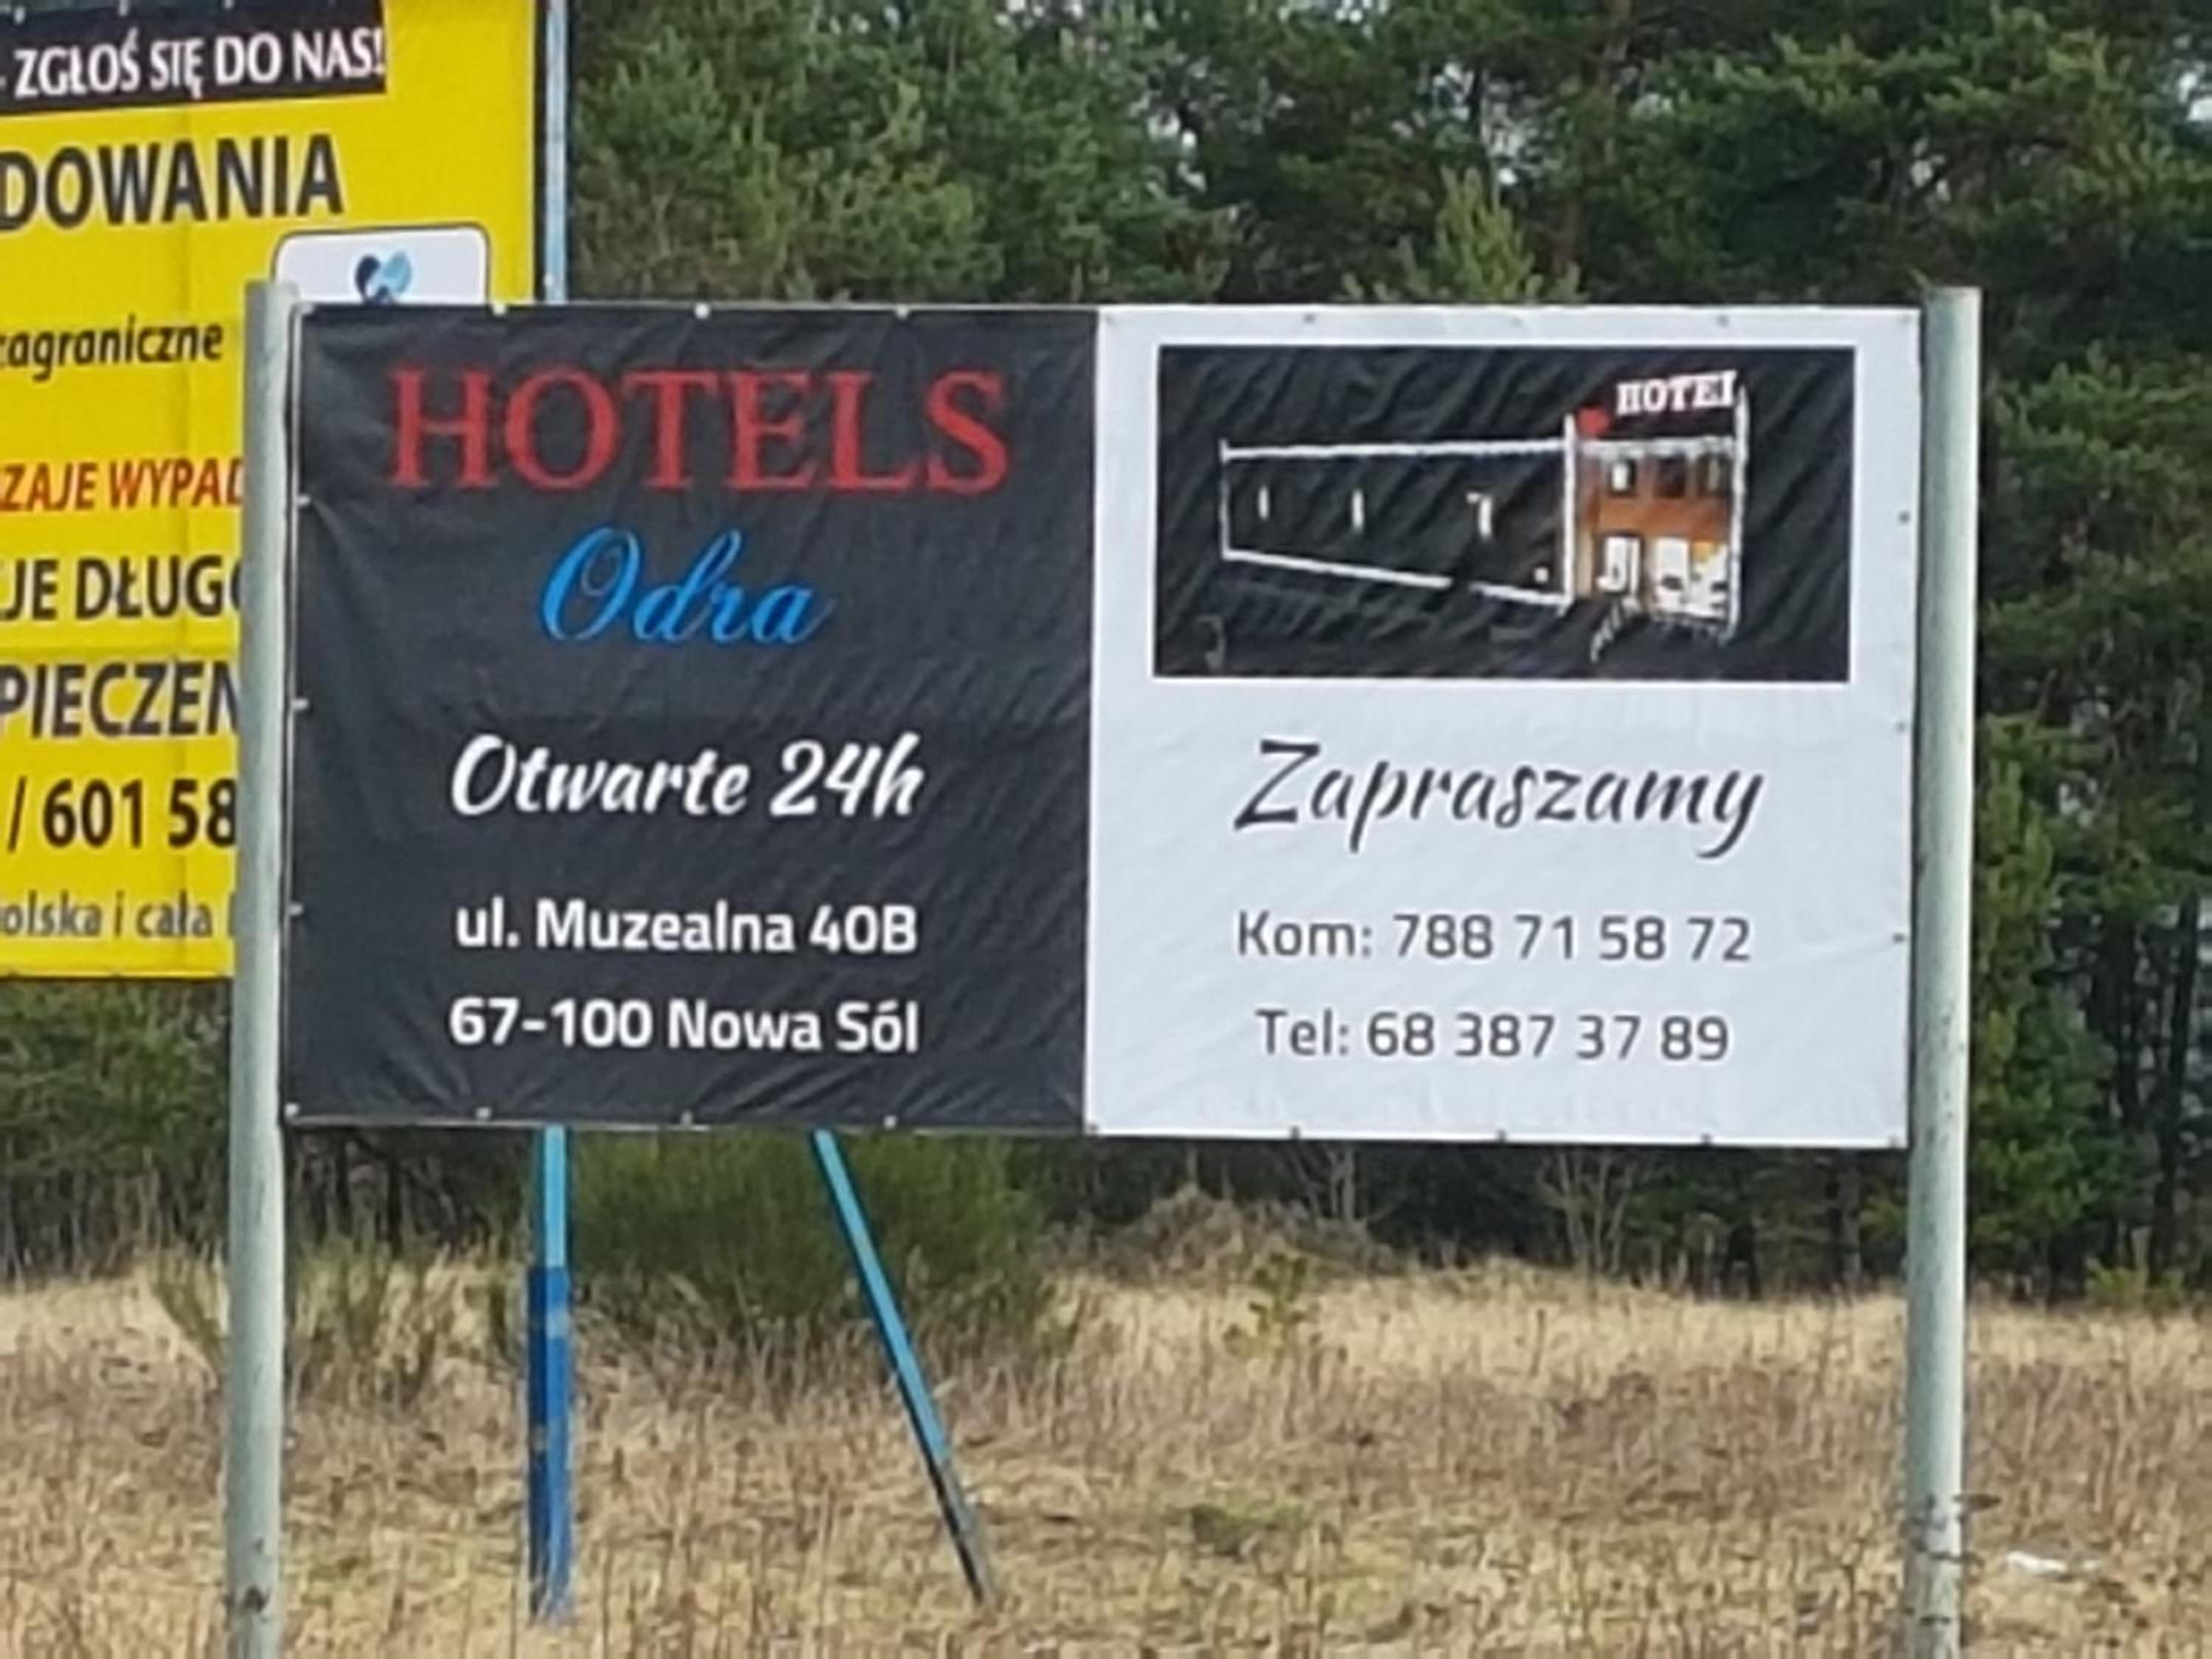 ZGŁOŚ SIĘ DO NAS!
DOWANIA
zagraniczne
ZAJE WYPAD
JE DŁUGO
PIECZEN
/ 601 58
olska i cała
HOTELS
Odra
Otwarte 24h
ul. Muzealna 40B
67-100 Nowa Sól
HOTEL
Zapraszamy
Kom: 788 71 58 72
Tel: 68 387 37 89